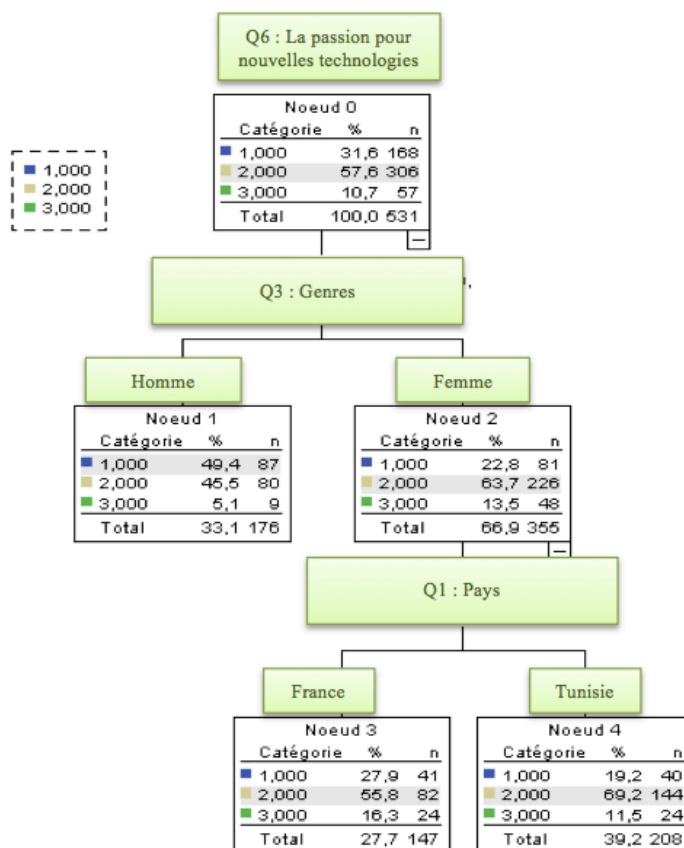 Q6 : La passion pour
nouvelles technologies
Noeud 0
Catégorie % n
1,000 31,6 168
2,000 57,6 306
3,000 10,7 57
Total 100,0 531
1,000
2,000
3,000
Q3 : Genres
Homme
Femme
Noeud 1
Catégorie % n
1,000 49,4 87
2,000 45,5 80
3,000 5,1 9
Total 33,1 176
Noeud 2
Catégorie % n
1,000 22,8 81
2,000 63,7 226
3,000 13,5 48
Total 66,9 355
Q1 : Pays
France
Tunisie
Noeud 3
Catégorie % n
1,000 27,9 41
2,000 55,8 82
3,000 16,3 24
Total 27,7 147
Noeud 4
Catégorie % n
1,000 19,2 40
2,000 69,2 144
3,000 11,5 24
Total 39,2 208